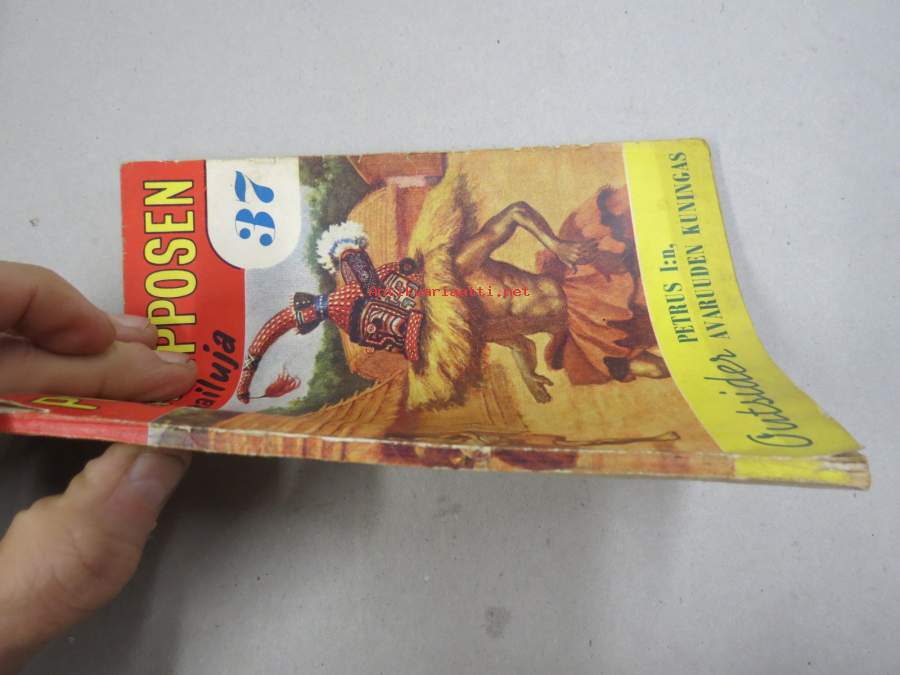 P PPOSEN
ailuja
37
PETRUS I:n,
AVARUUDEN KUNINGAS
Outsider
Antikvariaatti.net